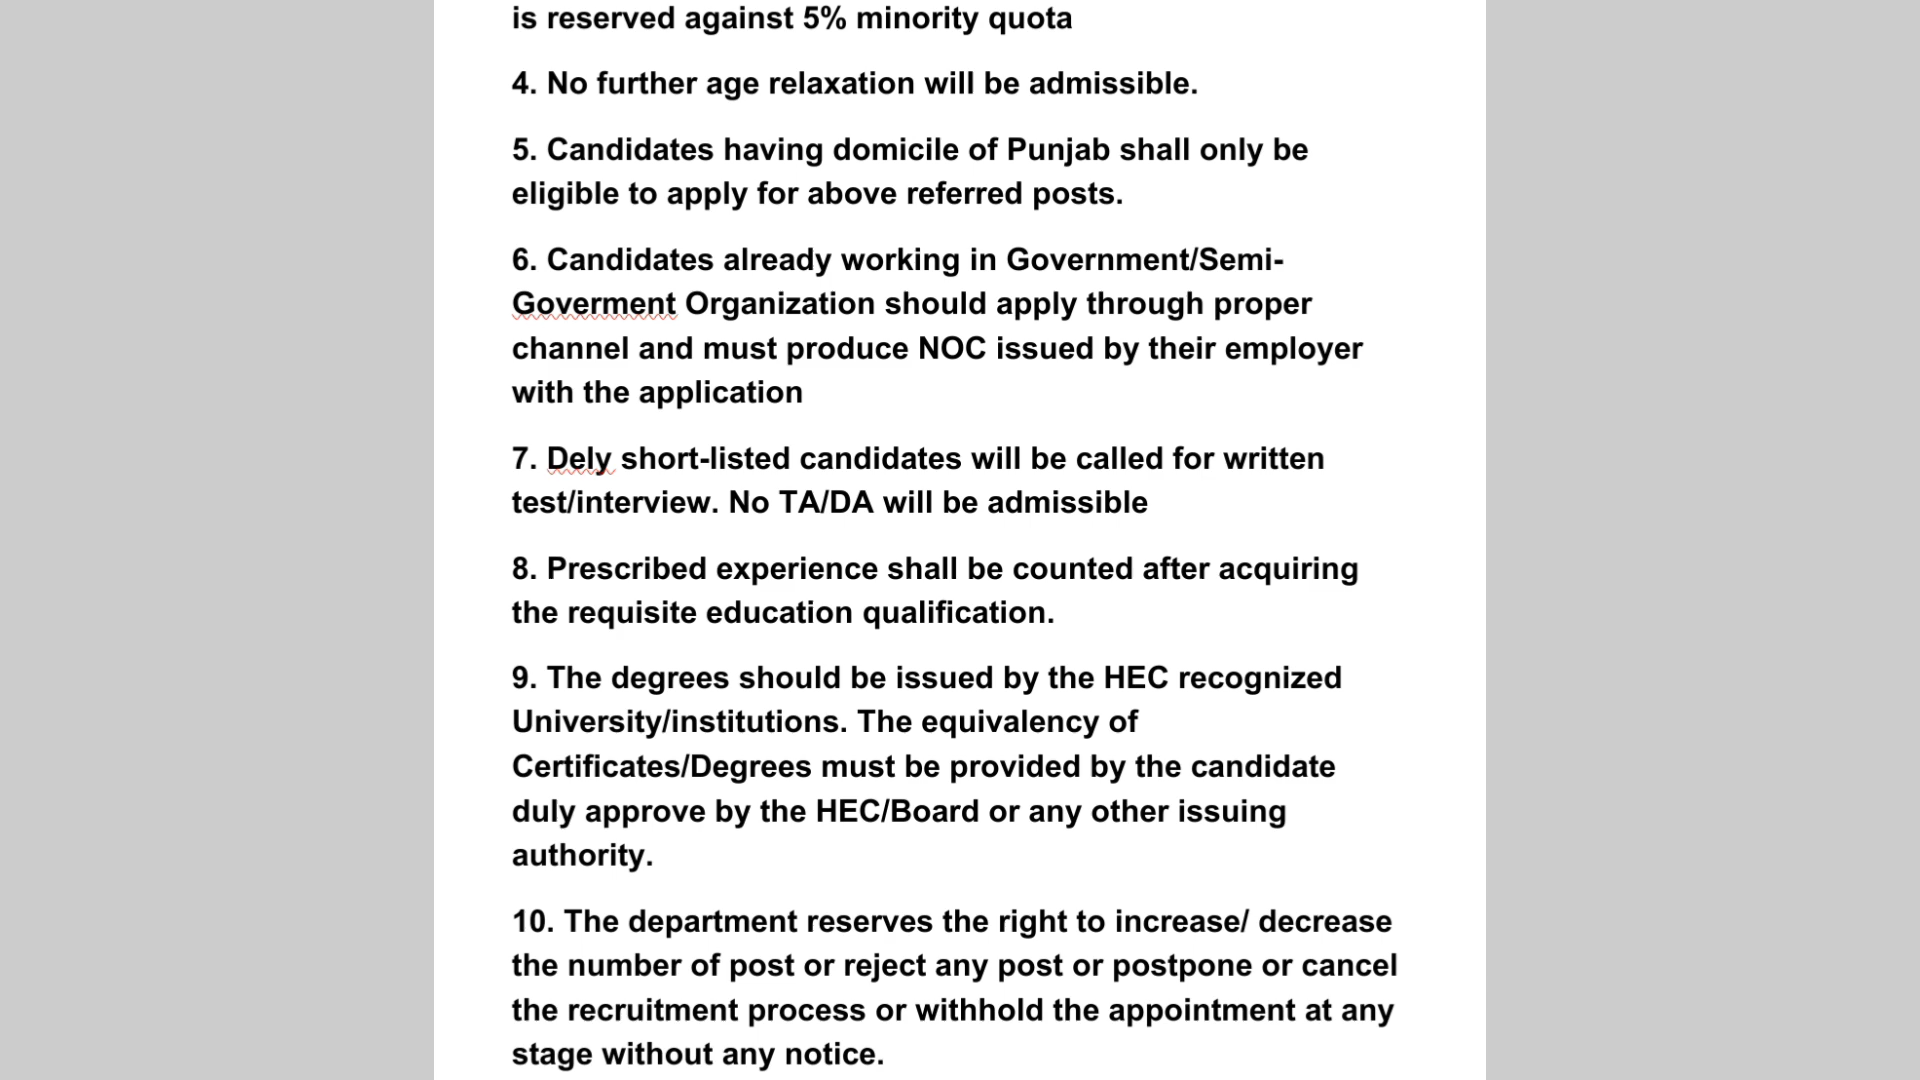 is reserved against 5% minority quota
4. No further age relaxation will be admissible.
5. Candidates having domicile of Punjab shall only be
eligible to apply for above referred posts.
6. Candidates already working in Government/Semi-
Goverment Organization should apply through proper
channel and must produce NOC issued by their employer
with the application
7. Dely short-listed candidates will be called for written
test/interview. No TA/DA will be admissible
8. Prescribed experience shall be counted after acquiring
the requisite education qualification.
9. The degrees should be issued by the HEC recognized
University/institutions. The equivalency of
Certificates/Degrees must be provided by the candidate
duly approve by the HEC/Board or any other issuing
authority.
10. The department reserves the right to increase/ decrease
the number of post or reject any post or postpone or cancel
the recruitment process or withhold the appointment at any
stage without any notice.